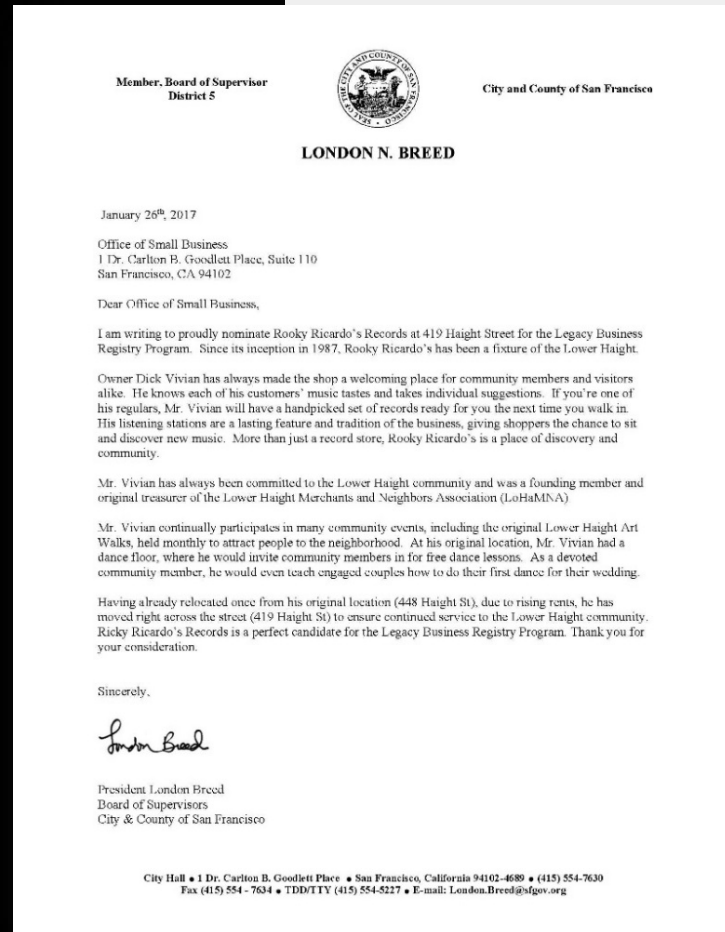 Member, Board of Supervisor
District 5
City and County of San Francisco
LONDON N. BREED
January 26th, 2017
Office of Small Business
1 Dr. Carlton B. Goodlett Place, Suite 110
San Francisco, CA 94102
Dear Office of Small Business,
I am writing to proudly nominate Rooky Ricardo's Records at 419 Haight Street for the Legacy Business
Registry Program. Since its inception in 1987, Rooky Ricardo's has been a fixture of the Lower Haight.
Owner Dick Vivian has always made the shop a welcoming place for community members and visitors
alike. He knows each of his customers' music tastes and takes individual suggestions. If you're one of
his regulars, Mr. Vivian will have a handpicked set of records ready for you the next time you walk in.
His listening stations are a lasting feature and tradition of the business, giving shoppers the chance to sit
and discover new music. More than just a record store, Rooky Ricardo's is a place of discovery and
community.
Mr. Vivian has always been committed to the Lower Haight community and was a founding member and
original treasurer of the Lower Haight Merchants and Neighbors Association (LoHaMNA)
Mr. Vivian continually participates in many community events, including the original Lower Haight Art
Walks, held monthly to attract people to the neighborhood. At his original location, Mr. Vivian had a
dance floor, where he would invite community members in for free dance lessons. As a devoted
community member, he would even teach engaged couples how to do their first dance for their wedding.
Having already relocated once from his original location (448 Haight St), due to rising rents, he has
moved right across the street (419 Haight St) to ensure continued service to the Lower Haight community.
Ricky Ricardo's Records is a perfect candidate for the Legacy Business Registry Program. Thank you for
your consideration.
Sincerely,
London Breed
President London Breed
Board of Supervisors
City & County of San Francisco
City Hall • 1 Dr. Carlton B. Goodlett Place • San Francisco, California 94102-4689 • (415) 554-7630
Fax (415) 554 - 7634 • TDD/TTY (415) 554-5227 • E-mail: London.Breed@sfgov.org